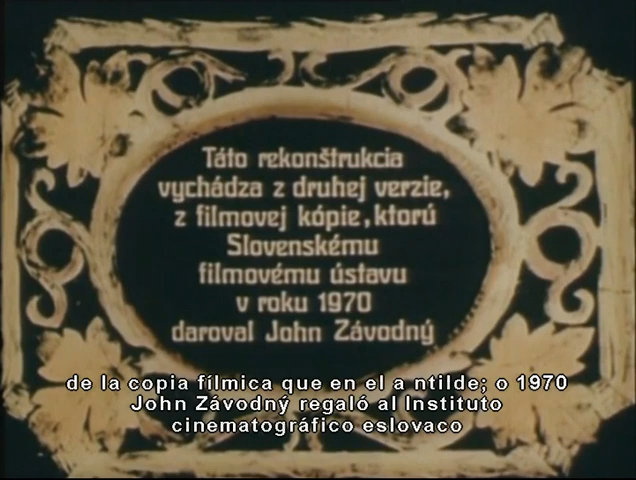 Táto rekonštrukcia
vychádza z druhej verzie,
z filmovej kópie, ktorú
Slovenskému
filmovému ústavu
v roku 1970
daroval John Závodný
de la copia fílmica que en el a ntilde; o 1970
John Závodný regaló al Instituto
cinematográfico eslovaco